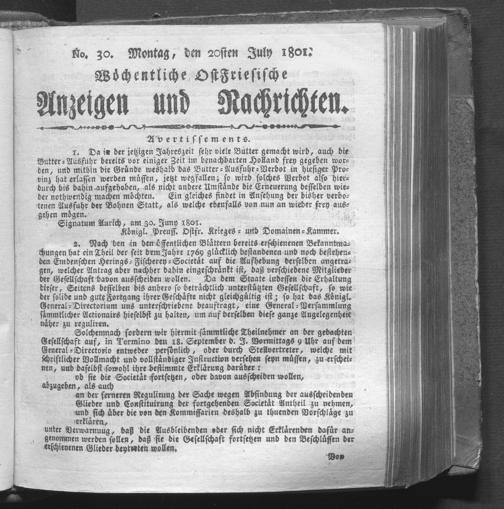 No. 30. Montag, den 20sten July 1801.
Wöchentliche OstFriesische
Anzeigen und Nachrichten.
Avertissements.
1. Da in der jetzigen Jahreszeit sehr viele Butter gemacht wird, auch die
Butter-Ausfuhr bereits vor einiger Zeit im benachbarten Holland frey gegeben wor-
den, und mithin die Gründe weshalb das Butter-Ausfuhr-Verbot in hiesiger Pro-
vinz hat erlassen werden müssen, jetzt wegfallen; so wird solches Verbot also hier-
durch bis dahin aufgehoben, als nicht andere Umstände die Erneuerung desselben wie-
der nothwendig machen möchten. Ein gleiches findet in Ansehung der bisher verbo-
tenen Ausfuhr der Bohnen Statt, als welche ebenfalls von nun an wieder frey aus-
gehen mögen.
Signatum Aurich, am 30. Juny 1801.
Königl. Preuss. Ostfr. Krieges- und Domainen-Kammer.
2. Nach den in den öffentlichen Blättern bereits erschienenen Bekanntma-
chungen hat ein Theil der seit dem Jahre 1769 glücklich bestandenen und noch bestehen-
den Embdenschen Herings-Fischerey-Societät auf die Aufhebung derselben angetra-
gen, welcher Antrag aber nachher dahin eingeschränkt ist, daß verschiedene Mitglieder
der Gesellschaft davon ausscheiden wollen. Da dem Staate indessen die Erhaltung
dieser, Seitens desselben bis anhero so beträchtlich unterstützten Gesellschaft, so wie
der solide und gute Fortgang ihrer Geschäfte nicht gleichgültig ist; so hat das Königl.
General-Directorium uns unterschriebene beauftragt, eine General-Versammlung
sämmtlicher Actionairs hieselbst zu halten, um auf derselben diese ganze Angelegenheit
näher zu reguliren.
Solchemnach fordern wir hiermit sämmtliche Theilnehmer an der gedachten
Gesellschaft auf, in Termino den 18. September d. J. Vormittags 9 Uhr auf dem
General-Directorio entweder persönlich, oder durch Stellvertreter, welche mit
schriftlicher Vollmacht und vollständiger Instruction versehen seyn müssen, zu erschei-
nen, und daselbst sowohl ihre bestimmte Erklärung darüber:
ob sie die Societät fortsetzen, oder davon ausscheiden wollen,
abzugeben, als auch
an der ferneren Regulirung der Sache wegen Abfindung der ausscheidenden
Glieder und Constituirung der fortgehenden Societät Antheil zu nehmen,
und sich über die von den Kommissarien deshalb zu thuenden Vorschläge zu
erklären,
unter Verwarnung, daß die Ausbleibenden oder sich nicht Erklärenden dafür an-
genommen werden sollen, daß sie die Gesellschaft fortsetzen und den Beschlüssen der
erschienenen Glieder beytreten wollen.